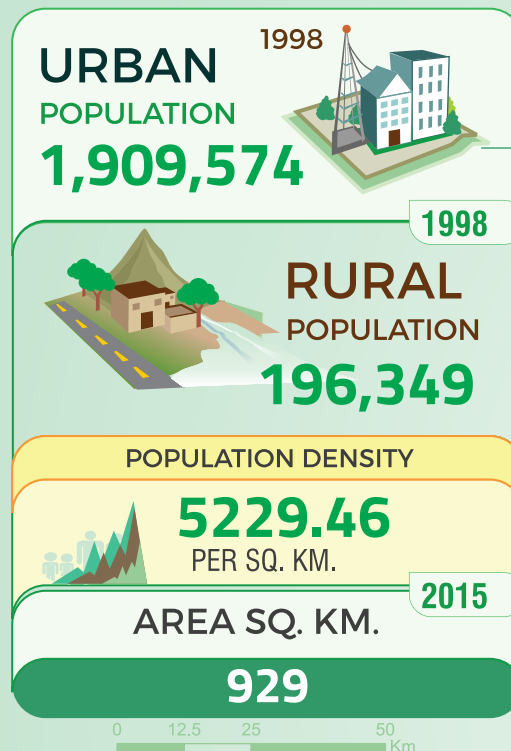 1998
URBAN
POPULATION
1,909,574
1998
RURAL
POPULATION
196,349
POPULATION DENSITY
5229.46
PER SQ. KM.
2015
AREA SQ. KM.
929
0 12.5 25 50
Km